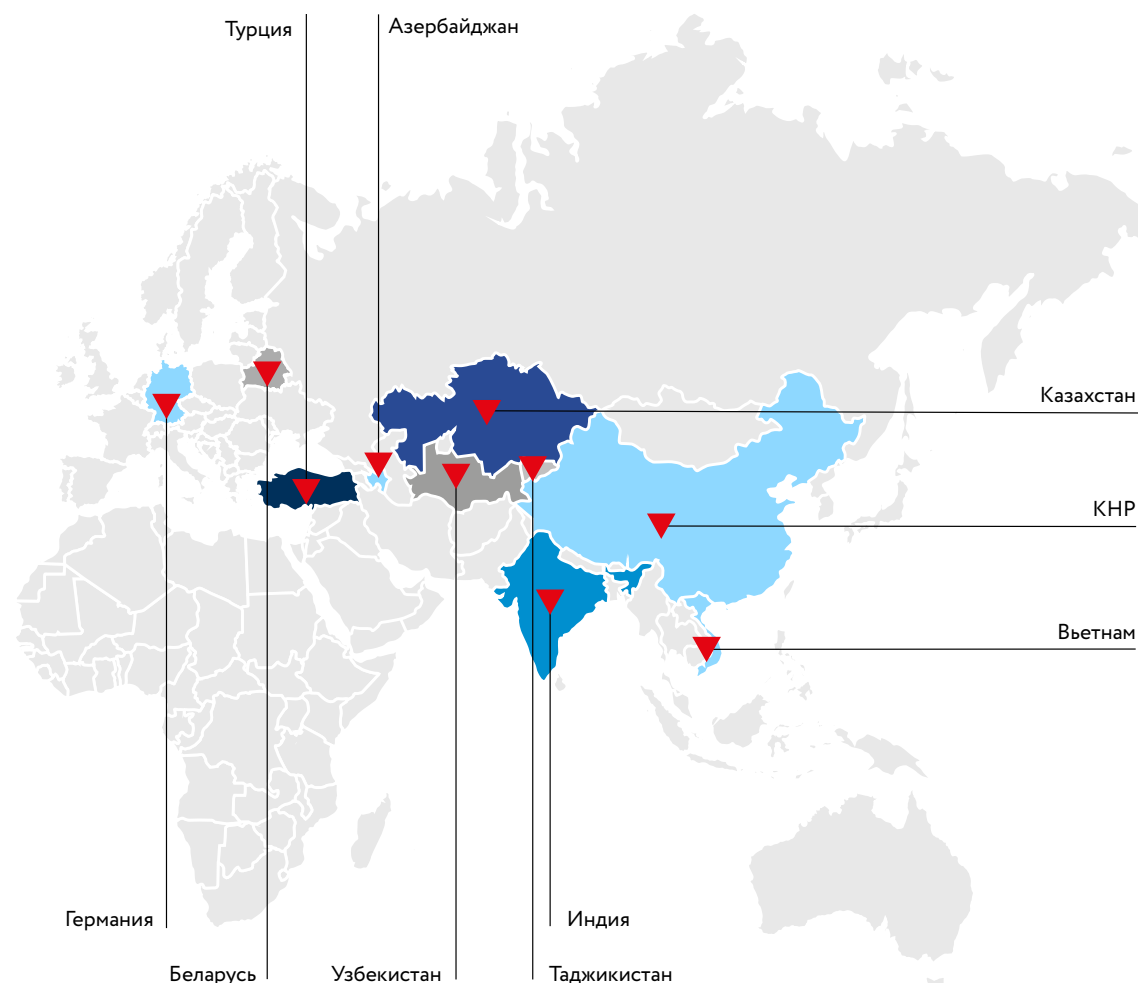 Турция
Азербайджан
Казахстан
КНР
Вьетнам
Германия
Индия
Беларусь
Узбекистан
Таджикистан